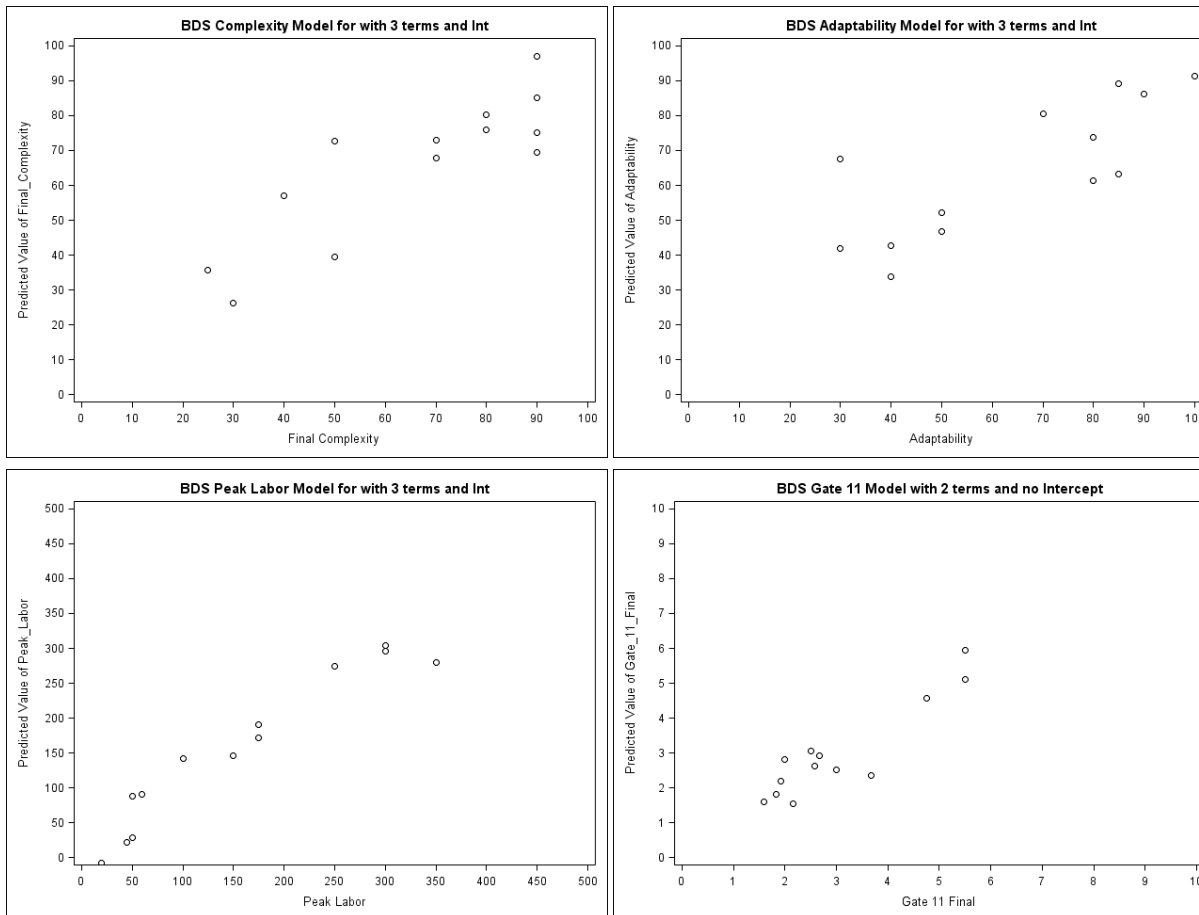 BDS Complexity Model for with 3 terms and Int
Predicted Value of Final_Complexity
100
90
80
70
60
50
40
30
20
10
0
0 10 20 30 40 50 60 70 80 90 100
Final Complexity
BDS Adaptability Model for with 3 terms and Int
Predicted Value of Adaptability
100
90
80
70
60
50
40
30
20
10
0
0 10 20 30 40 50 60 70 80 90 100
Adaptability
BDS Peak Labor Model for with 3 terms and Int
Predicted Value of Peak_Labor
500
450
400
350
300
250
200
150
100
50
0
0 50 100 150 200 250 300 350 400 450 500
Peak Labor
BDS Gate 11 Model with 2 terms and no Intercept
Predicted Value of Gate_11_Final
10
9
8
7
6
5
4
3
2
1
0
0 1 2 3 4 5 6 7 8 9 10
Gate 11 Final